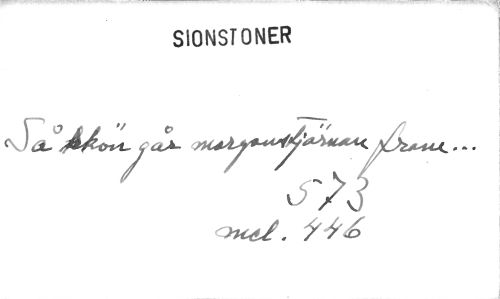 SIONSTONER
Så skön går morgonstjärnan fram...
573
mel. 446